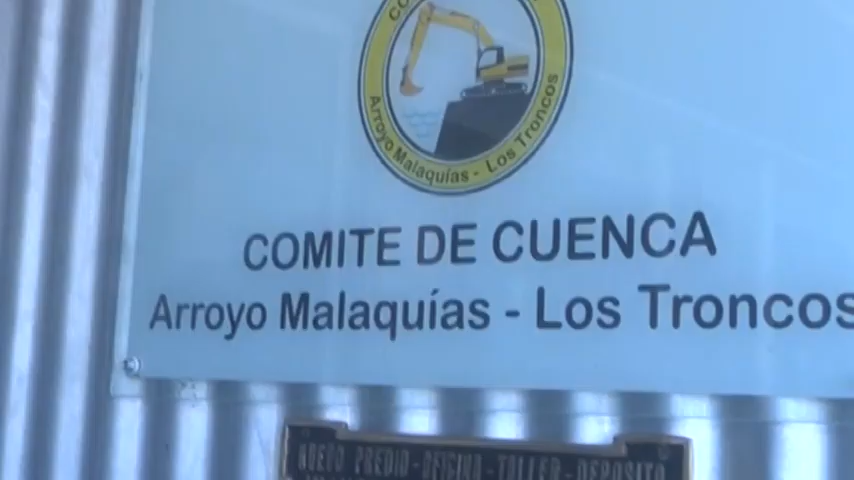 Arroyo Malaquías - Los Troncos
COMITE DE CUENCA
Arroyo Malaquías - Los Troncos
NUEVO PREDIO - OFICINA - TALLER - DEPOSITO